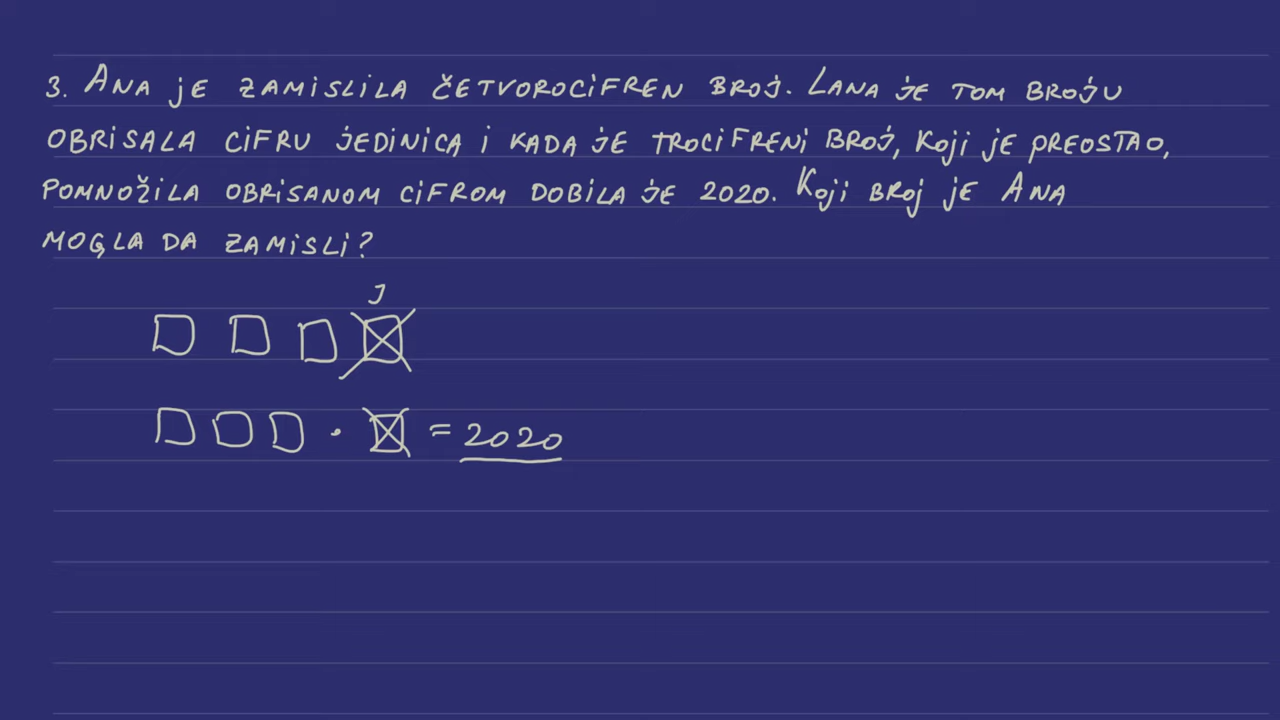 3. Ana je zamislila četvorocifren broj. Lana je tom broju
obrisala cifru jedinica i kada je trocifreni broj, koji je preostao,
pomnožila obrisanom cifrom dobila je 2020. Koji broj je Ana
mogla da zamisli?
J
□ □ □ ☒
□ □ □ · ☒ = 2020